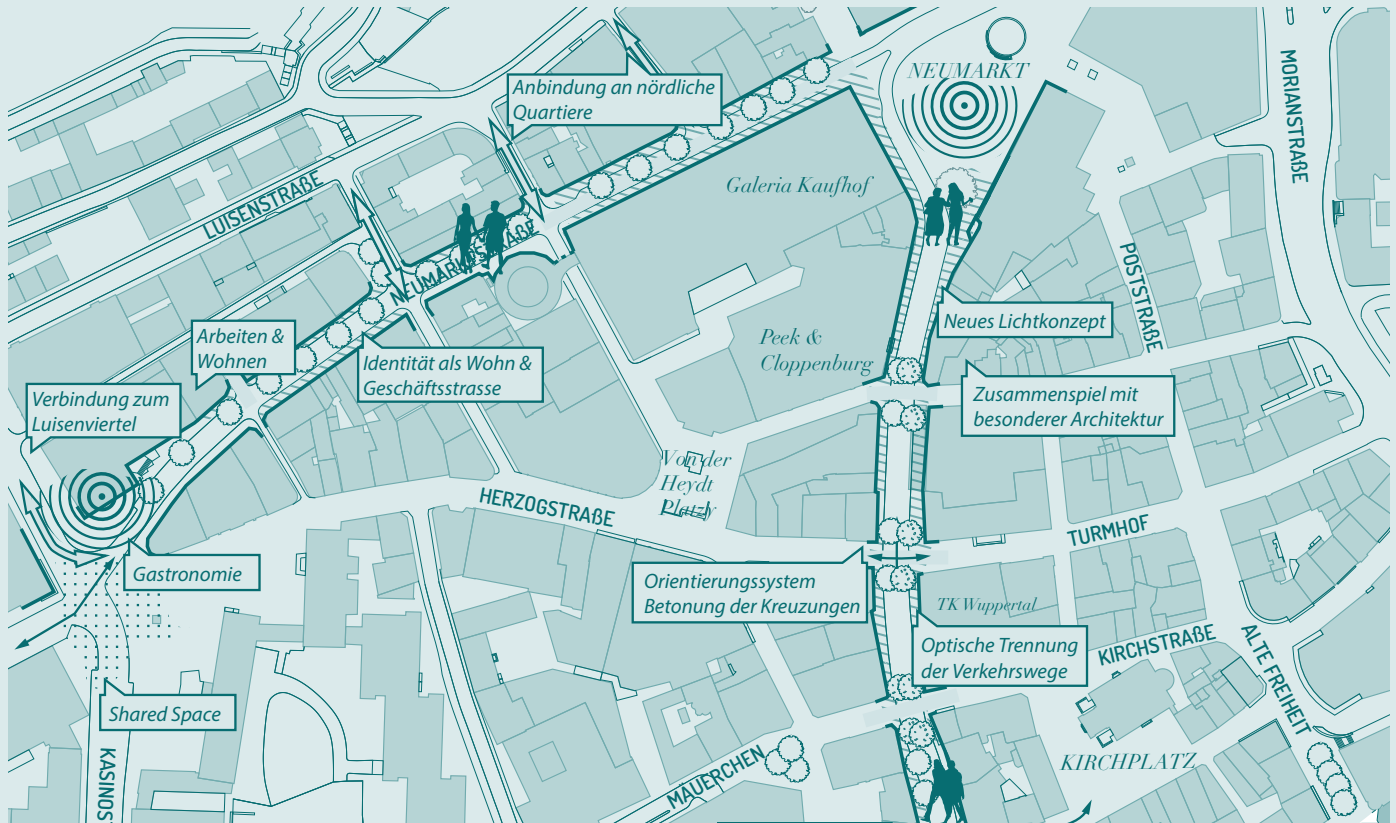 NEUMARKT
MORIANSTRAßE
Anbindung an nördliche
Quartiere
LUISENSTRAßE
Galeria Kaufhof
NEUMARKTSTRAßE
POSTSTRAßE
Neues Lichtkonzept
Arbeiten &
Wohnen
Identität als Wohn &
Geschäftsstrasse
Peek &
Cloppenburg
Verbindung zum
Luisenviertel
Zusammenspiel mit
besonderer Architektur
Von der
Heydt
Platz
HERZOGSTRAßE
TURMHOF
Gastronomie
Orientierungssystem
Betonung der Kreuzungen
TK Wuppertal
Optische Trennung
der Verkehrswege
KIRCHSTRAßE
ALTE FREIHEIT
Shared Space
KASINOS
MÄUERCHEN
KIRCHPLATZ